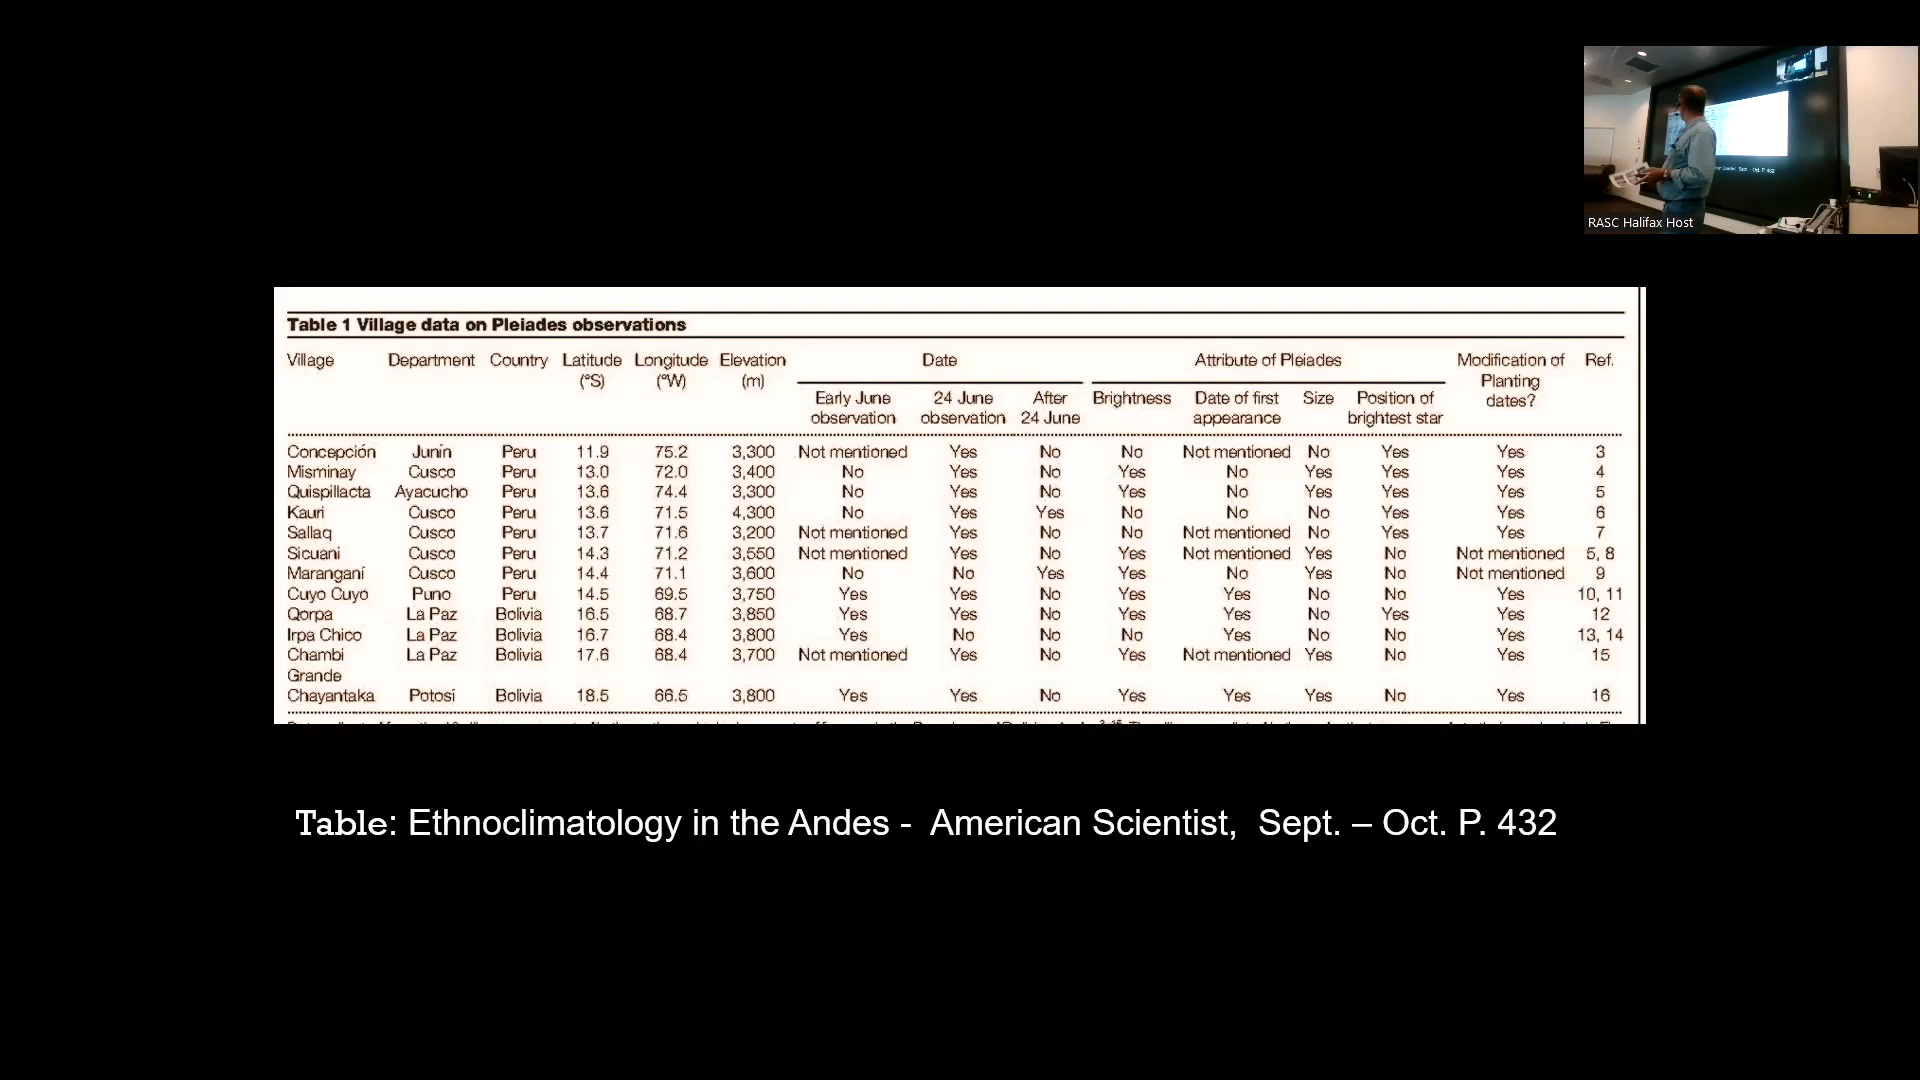 RASC Halifax Host
Table 1 Village data on Pleiades observations
Village Department Country Latitude Longitude Elevation Date Attribute of Pleiades Modification of Ref.
(°S) (°W) (m) Planting
Early June 24 June After Brightness Date of first Size Position of dates?
observation observation 24 June appearance brightest star
Concepción Junín Peru 11.9 75.2 3,300 Not mentioned Yes No No Not mentioned No Yes Yes 3
Misminay Cusco Peru 13.0 72.0 3,400 No Yes No Yes No Yes Yes Yes 4
Quispillacta Ayacucho Peru 13.6 74.4 3,300 No Yes No Yes No Yes Yes Yes 5
Kauri Cusco Peru 13.6 71.5 4,300 No Yes Yes No No No Yes Yes 6
Sallaq Cusco Peru 13.7 71.6 3,200 Not mentioned Yes No No Not mentioned No Yes Yes 7
Sicuani Cusco Peru 14.3 71.2 3,550 Not mentioned Yes No Yes Not mentioned Yes No Not mentioned 5, 8
Maranganí Cusco Peru 14.4 71.1 3,600 No No Yes Yes No Yes No Not mentioned 9
Cuyo Cuyo Puno Peru 14.5 69.5 3,750 Yes Yes No Yes Yes No No Yes 10, 11
Qorpa La Paz Bolivia 16.5 68.7 3,850 Yes Yes No Yes Yes No Yes Yes 12
Irpa Chico La Paz Bolivia 16.7 68.4 3,800 Yes No No No Yes No No Yes 13, 14
Chambi La Paz Bolivia 17.6 68.4 3,700 Not mentioned Yes No Yes Not mentioned Yes No Yes 15
Grande
Chayantaka Potosí Bolivia 18.5 66.5 3,800 Yes Yes No Yes Yes Yes No Yes 16
Table: Ethnoclimatology in the Andes - American Scientist, Sept. – Oct. P. 432